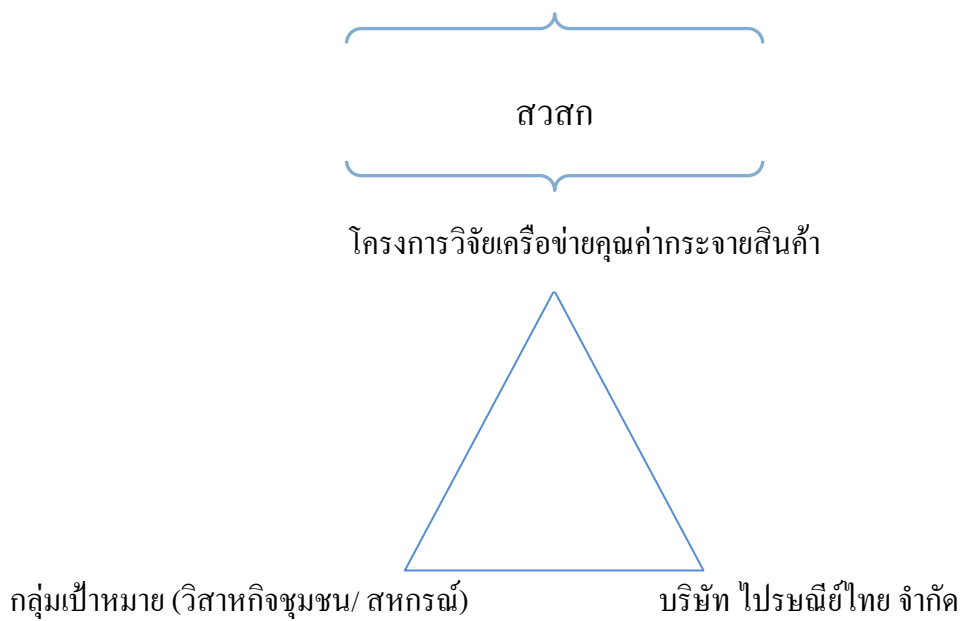 สวสก
โครงการวิจัยเครือข่ายคุณค่ากระจายสินค้า
กลุ่มเป้าหมาย (วิสาหกิจชุมชน/ สหกรณ์)
บริษัท ไปรษณีย์ไทย จำกัด